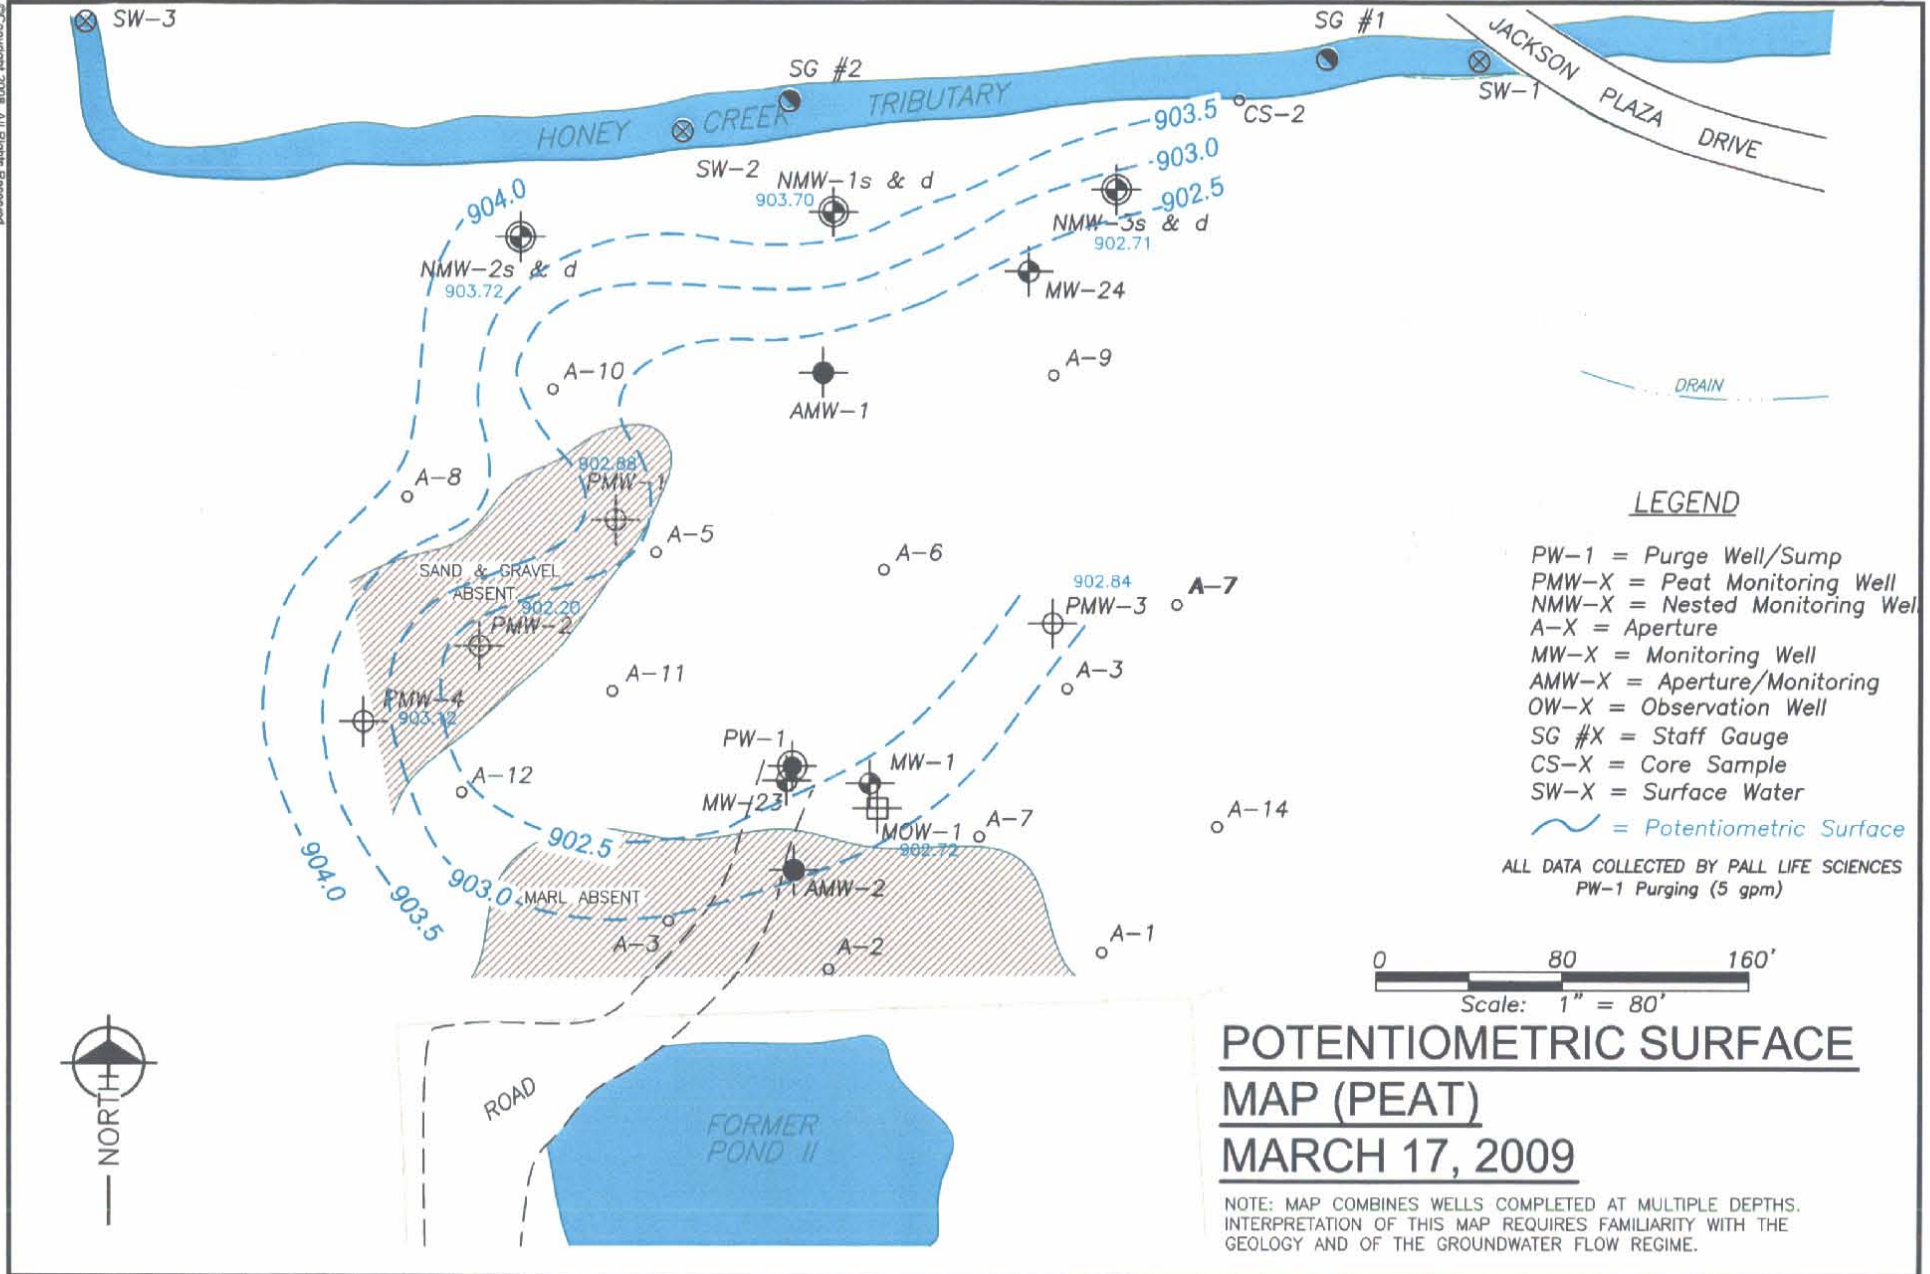 ©Copyright 2008 All Rights Reserved
SW-3
SG #1
JACKSON PLAZA DRIVE
SG #2
SW-1
HONEY CREEK TRIBUTARY
CS-2
903.5
SW-2
903.0
904.0
NMW-1s & d
903.70
902.5
NMW-3s & d
902.71
NMW-2s & d
903.72
MW-24
A-10
A-9
AMW-1
DRAIN
A-8
902.88
PMW-1
A-5
A-6
SAND & GRAVEL
ABSENT
902.20
PMW-2
902.84
PMW-3
A-7
A-11
A-3
PMW-4
903.12
PW-1
MW-1
A-12
MW-23
MOW-1
902.72
A-7
A-14
902.5
904.0
903.0
903.5
MARL ABSENT
AMW-2
A-3
A-2
A-1
LEGEND
PW-1 = Purge Well/Sump
PMW-X = Peat Monitoring Well
NMW-X = Nested Monitoring Wel
A-X = Aperture
MW-X = Monitoring Well
AMW-X = Aperture/Monitoring
OW-X = Observation Well
SG #X = Staff Gauge
CS-X = Core Sample
SW-X = Surface Water
= Potentiometric Surface
ALL DATA COLLECTED BY PALL LIFE SCIENCES
PW-1 Purging (5 gpm)
0 80 160'
Scale: 1" = 80'
NORTH
ROAD
FORMER
POND II
POTENTIOMETRIC SURFACE
MAP (PEAT)
MARCH 17, 2009
NOTE: MAP COMBINES WELLS COMPLETED AT MULTIPLE DEPTHS.
INTERPRETATION OF THIS MAP REQUIRES FAMILIARITY WITH THE
GEOLOGY AND OF THE GROUNDWATER FLOW REGIME.